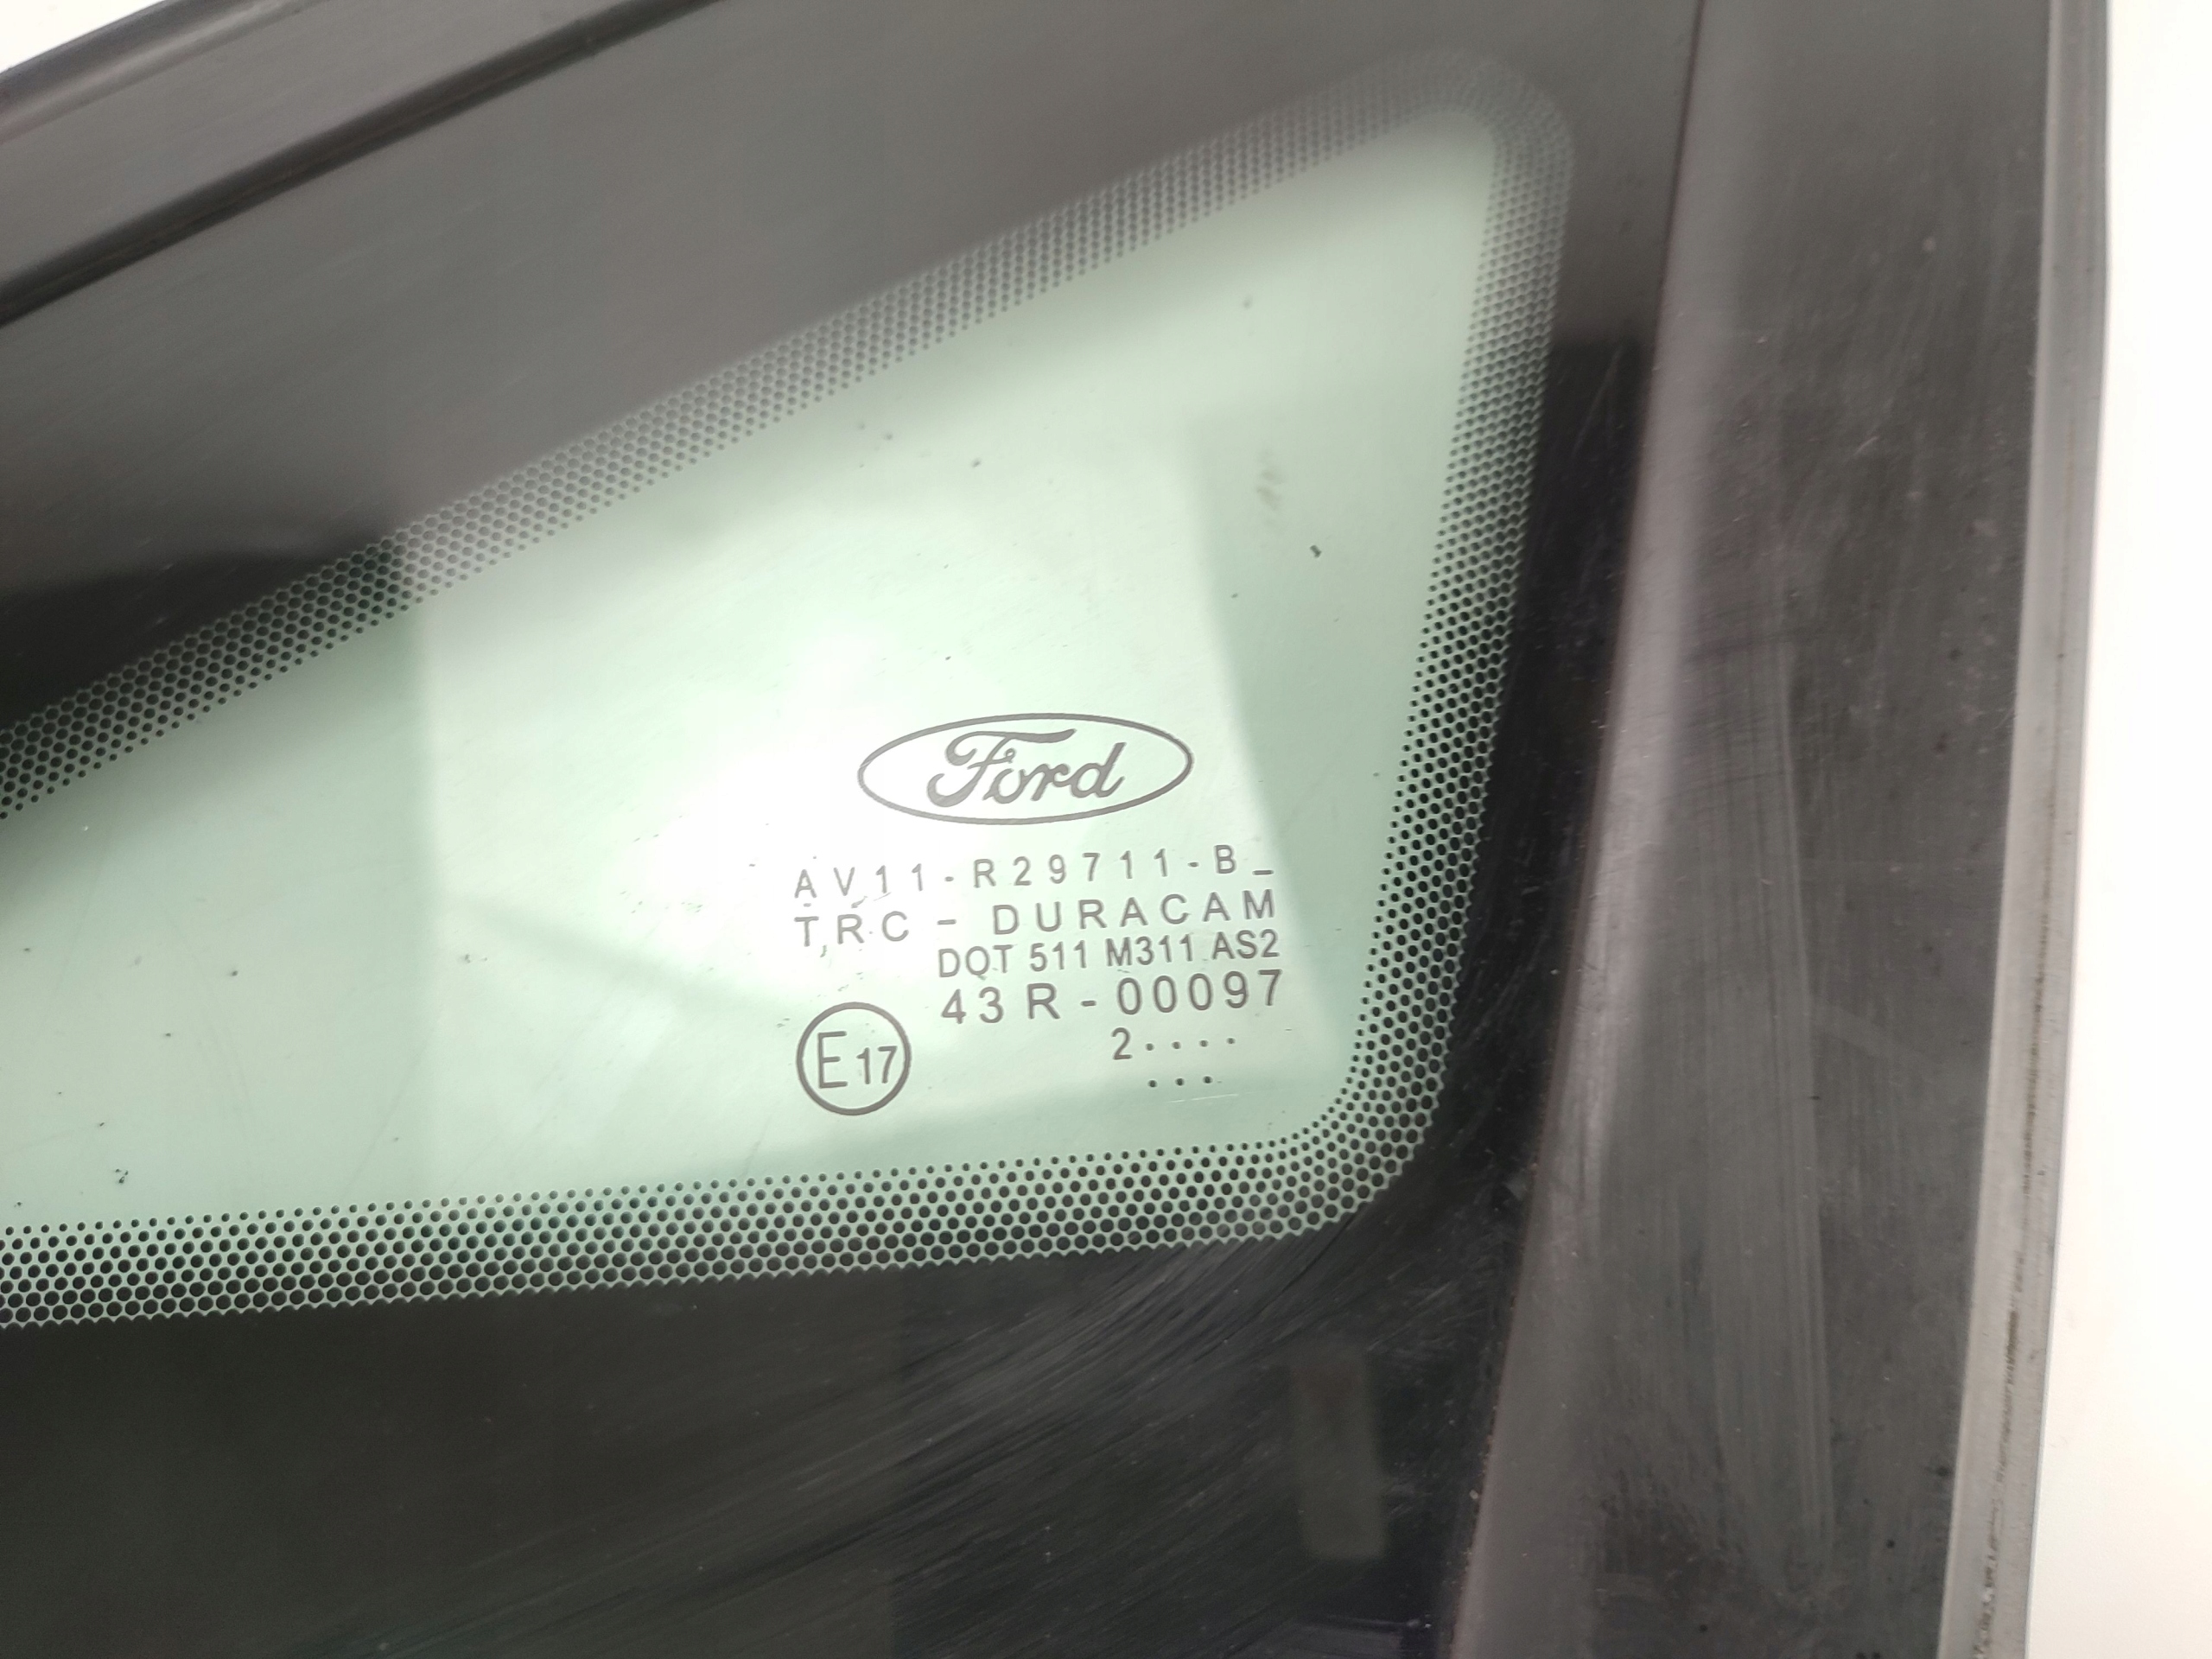 Ford
AV11-R29711-B_
TRC - DURACAM
DOT 511 M311 AS2
43R-00097
E17
2....
...